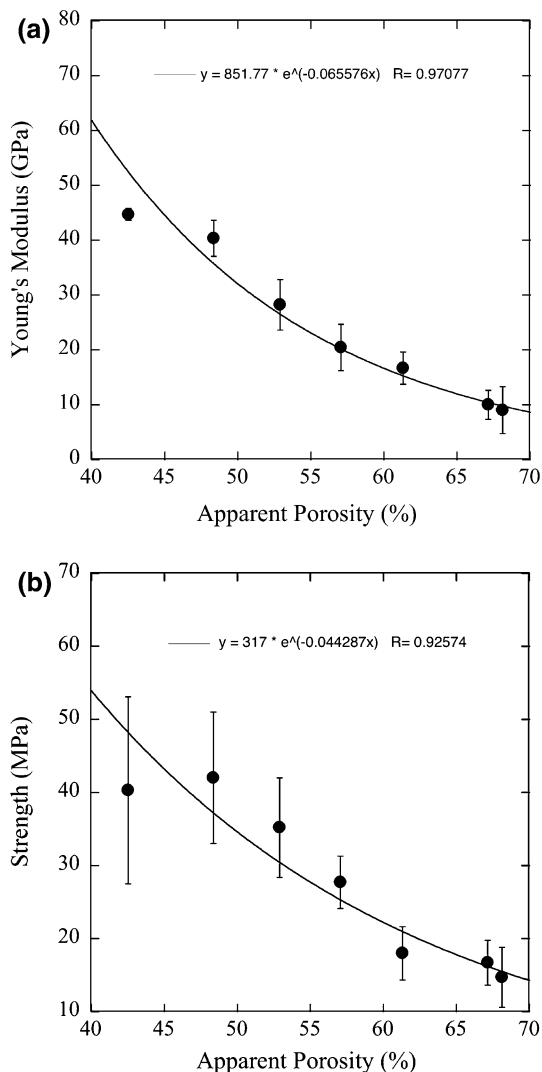 (a)
80
70
60
50
40
30
20
10
0
y = 851.77 * e^(-0.065576x) R= 0.97077
Young's Modulus (GPa)
40 45 50 55 60 65 70
Apparent Porosity (%)
(b)
70
60
50
40
30
20
10
y = 317 * e^(-0.044287x) R= 0.92574
Strength (MPa)
40 45 50 55 60 65 70
Apparent Porosity (%)